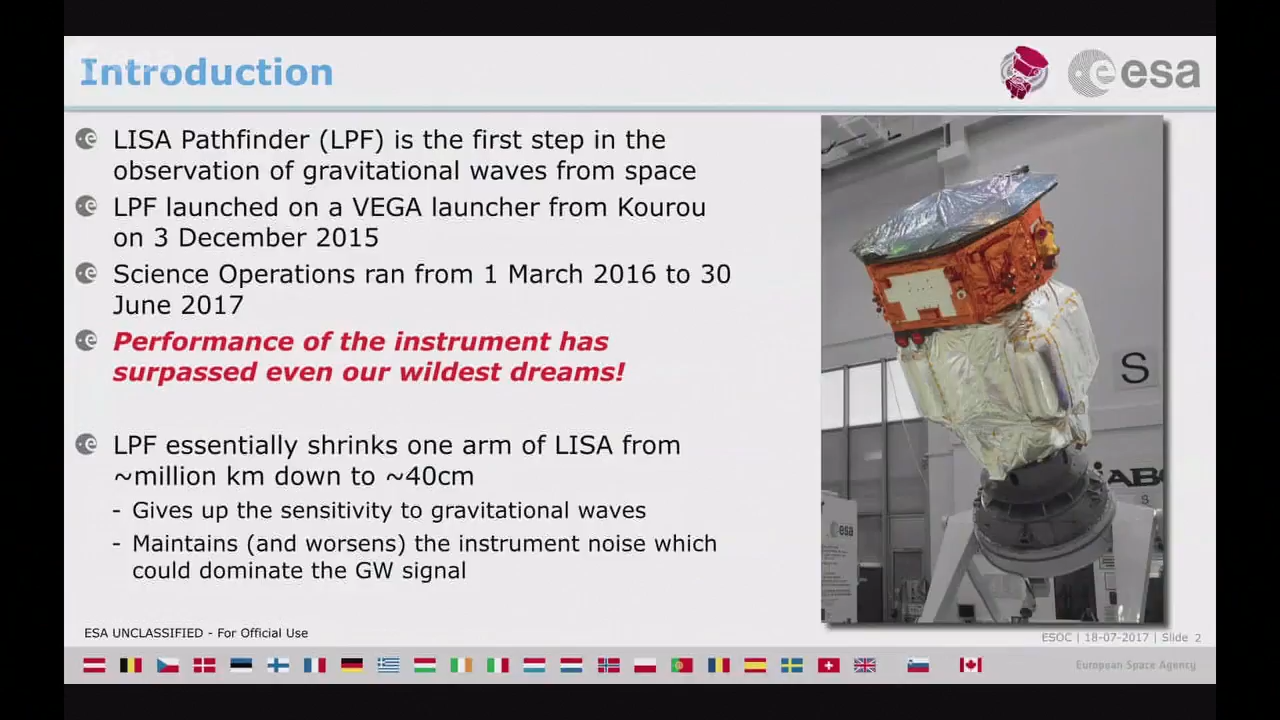 Introduction
esa
LISA Pathfinder (LPF) is the first step in the
observation of gravitational waves from space
LPF launched on a VEGA launcher from Kourou
on 3 December 2015
Science Operations ran from 1 March 2016 to 30
June 2017
Performance of the instrument has
surpassed even our wildest dreams!
LPF essentially shrinks one arm of LISA from
~million km down to ~40cm
- Gives up the sensitivity to gravitational waves
- Maintains (and worsens) the instrument noise which
could dominate the GW signal
S
iABG
S
esa
ESA UNCLASSIFIED - For Official Use
ESOC | 18-07-2017 | Slide 2
European Space Agency